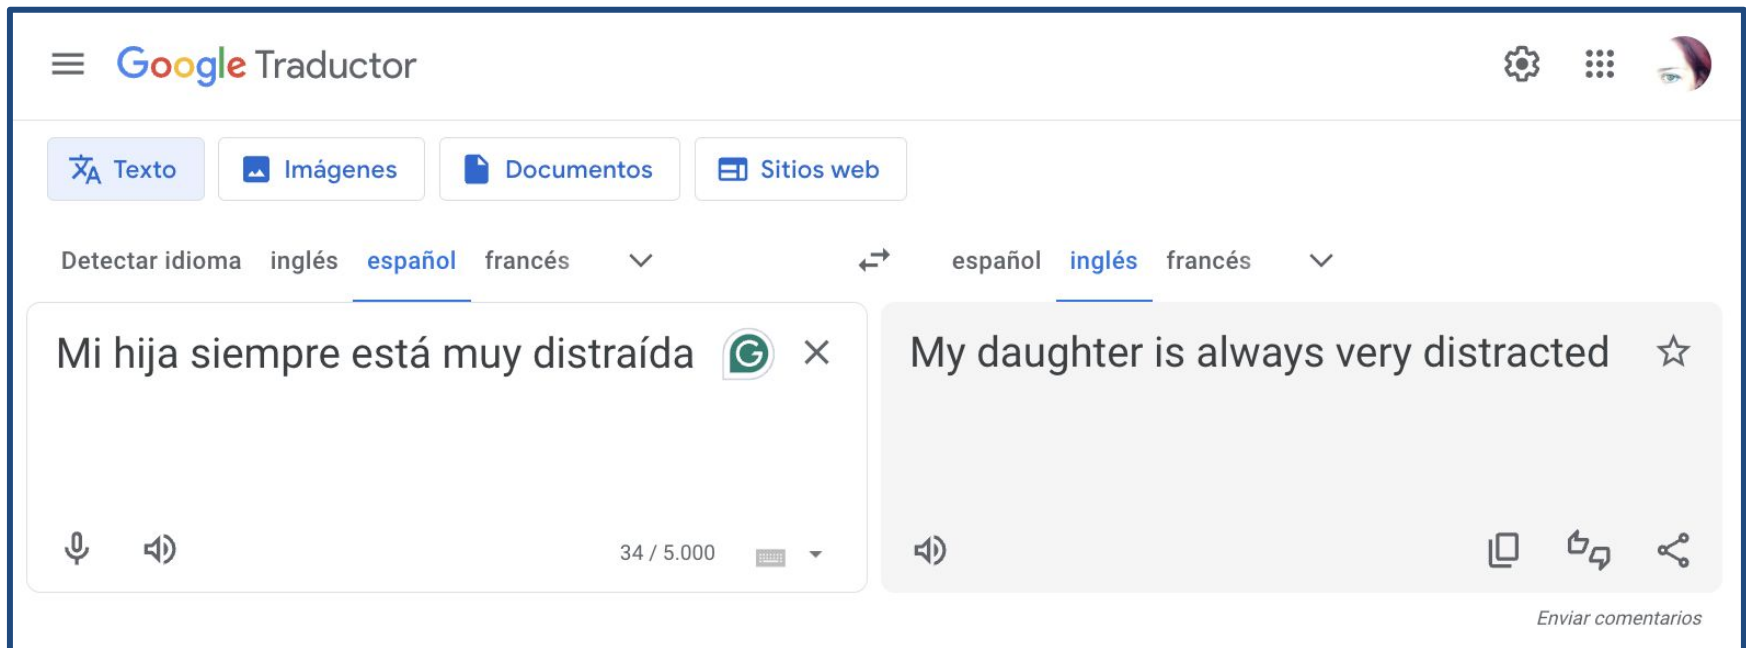 Google Traductor
Texto Imágenes Documentos Sitios web
Detectar idioma inglés español francés español inglés francés
Mi hija siempre está muy distraída My daughter is always very distracted
34 / 5.000
Enviar comentarios